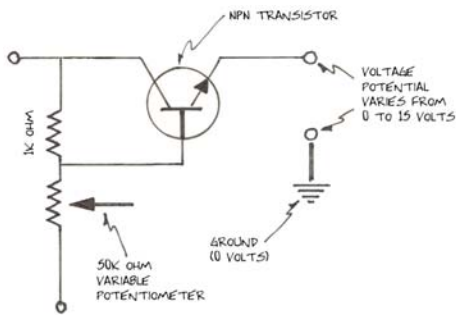 NPN TRANSISTOR
VOLTAGE
POTENTIAL
VARIES FROM
0 TO 15 VOLTS
1K OHM
GROUND
(0 VOLTS)
50K OHM
VARIABLE
POTENTIOMETER